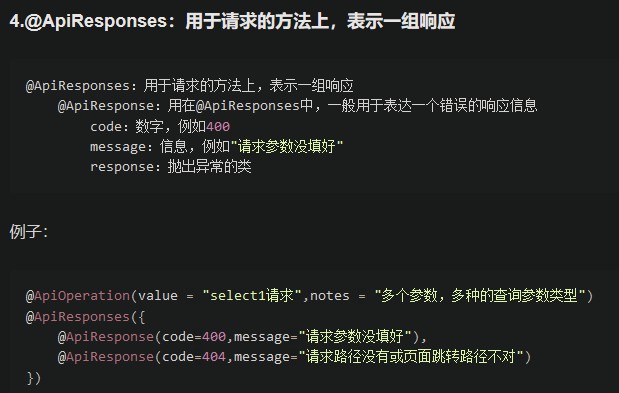 4.@ApiResponses：用于请求的方法上，表示一组响应
@ApiResponses：用于请求的方法上，表示一组响应
@ApiResponse：用在@ApiResponses中，一般用于表达一个错误的响应信息
code：数字，例如400
message：信息，例如"请求参数没填好"
response：抛出异常的类
例子：
@ApiOperation(value = "select1请求",notes = "多个参数，多种的查询参数类型")
@ApiResponses({
@ApiResponse(code=400,message="请求参数没填好"),
@ApiResponse(code=404,message="请求路径没有或页面跳转路径不对")
})